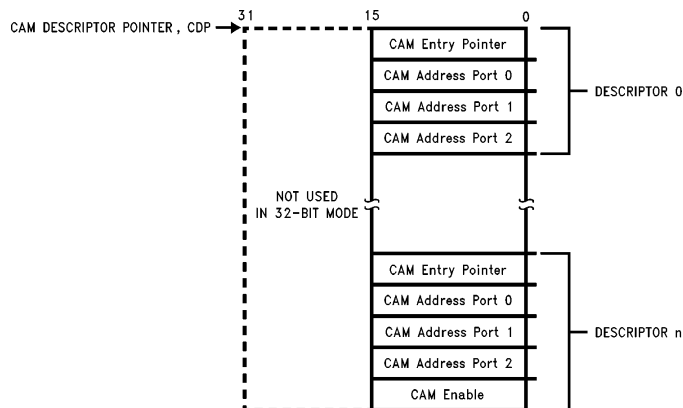 31 15 0
CAM DESCRIPTOR POINTER, CDP
CAM Entry Pointer
CAM Address Port 0
CAM Address Port 1
CAM Address Port 2
DESCRIPTOR 0
NOT USED
IN 32-BIT MODE
CAM Entry Pointer
CAM Address Port 0
CAM Address Port 1
CAM Address Port 2
CAM Enable
DESCRIPTOR n